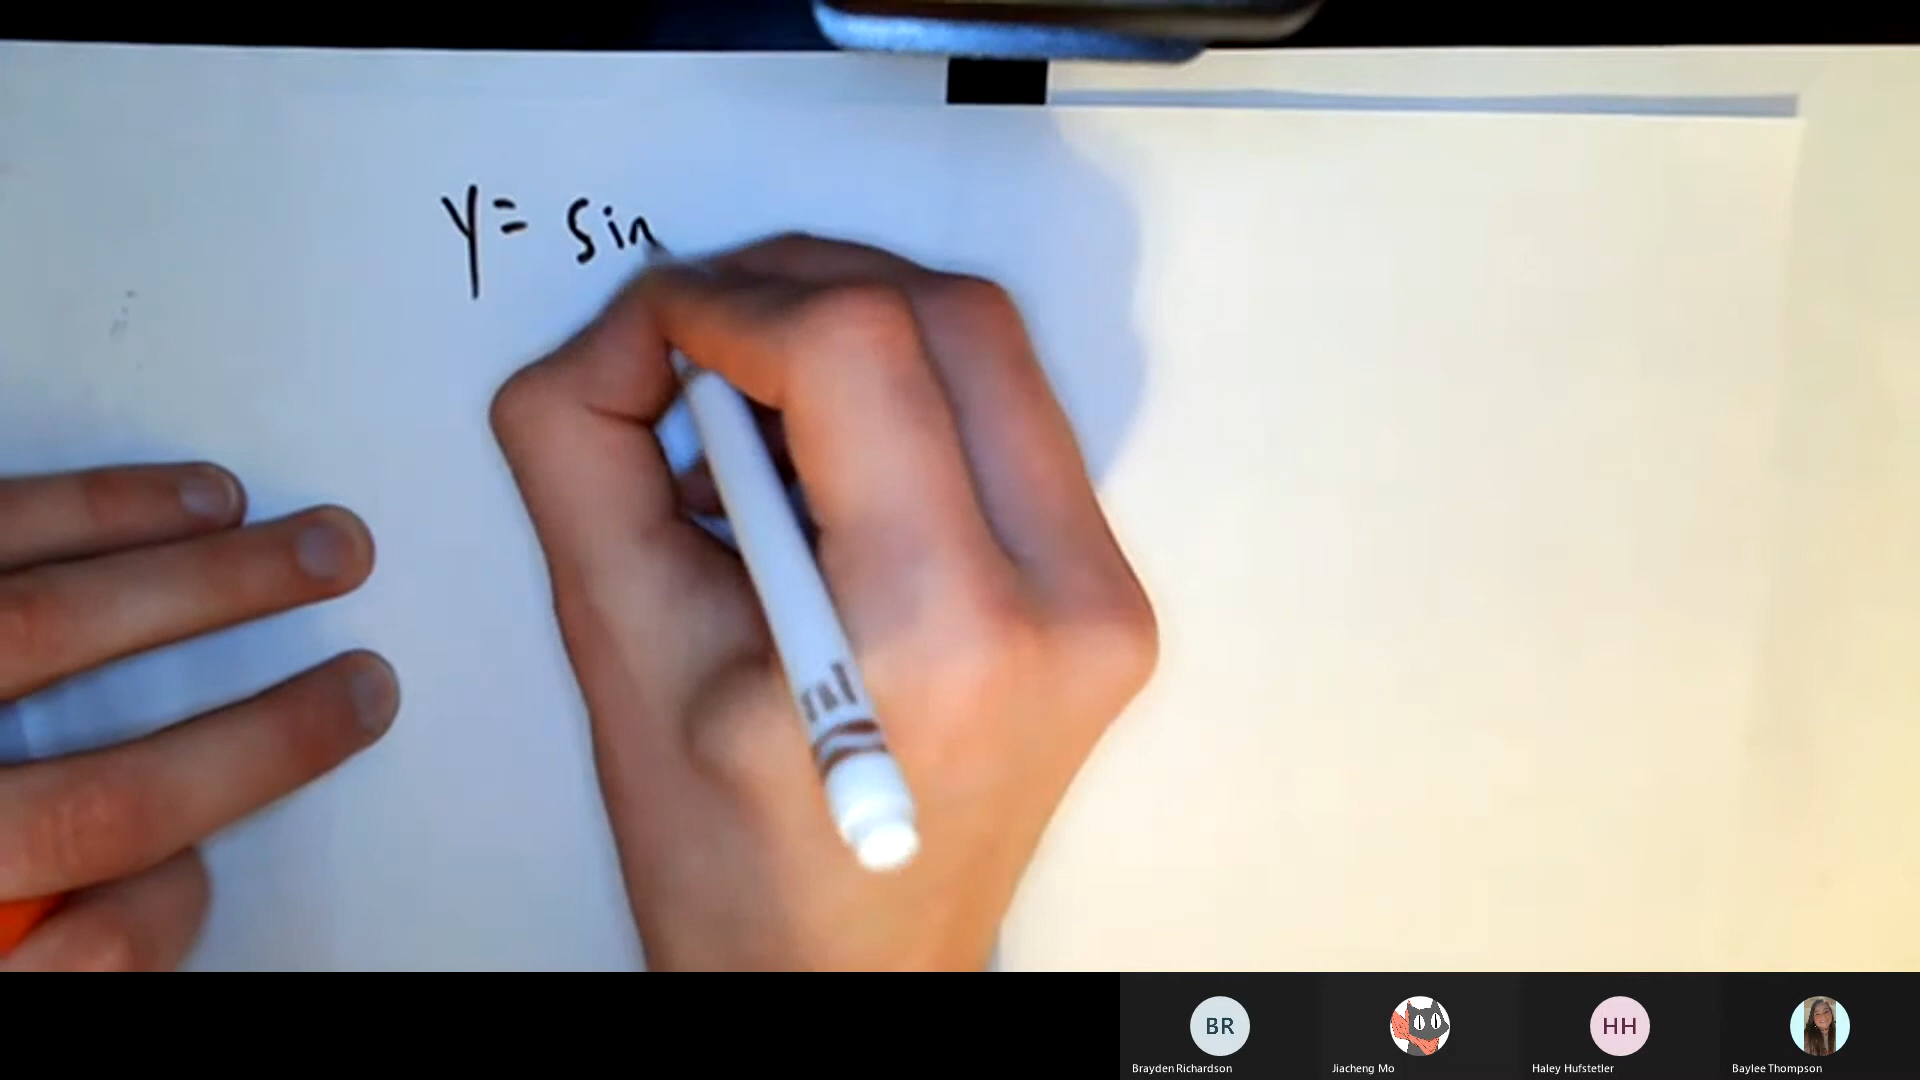 y = sin
BR
HH
Brayden Richardson
Jiacheng Mo
Haley Hufstetler
Baylee Thompson